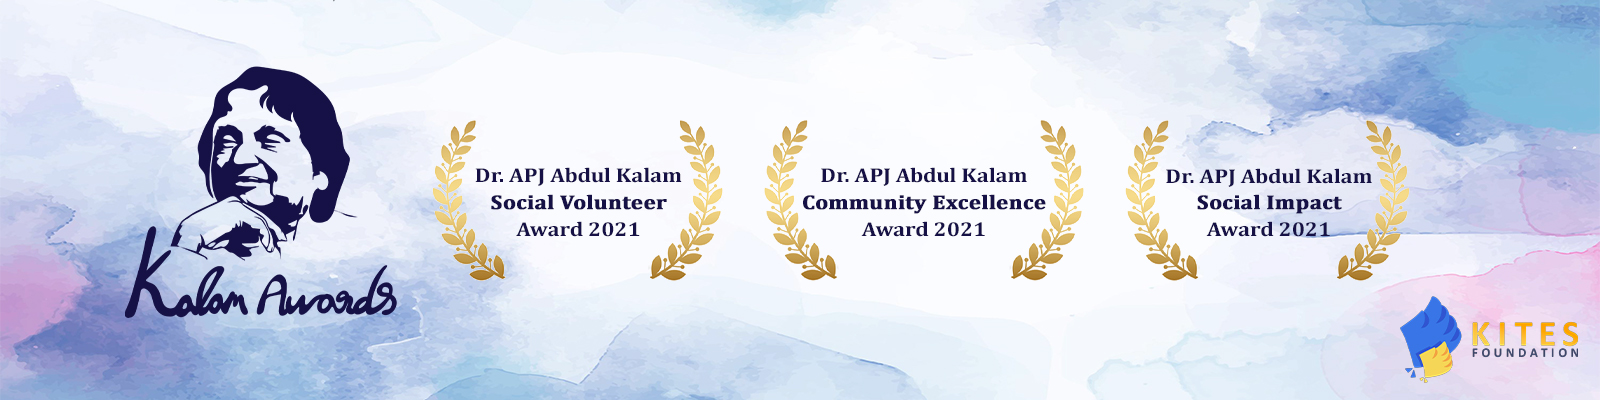 Kalam Awards
Dr. APJ Abdul Kalam
Social Volunteer
Award 2021
Dr. APJ Abdul Kalam
Community Excellence
Award 2021
Dr. APJ Abdul Kalam
Social Impact
Award 2021
KITES
FOUNDATION